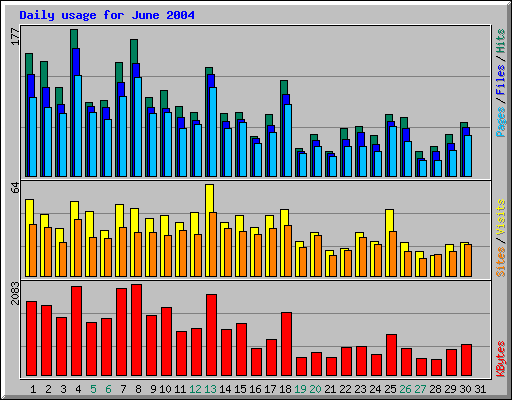 Daily usage for June 2004
177
Pages / Files / Hits
64
Sites / Visits
2083
KBytes
1 2 3 4 5 6 7 8 9 10 11 12 13 14 15 16 17 18 19 20 21 22 23 24 25 26 27 28 29 30 31